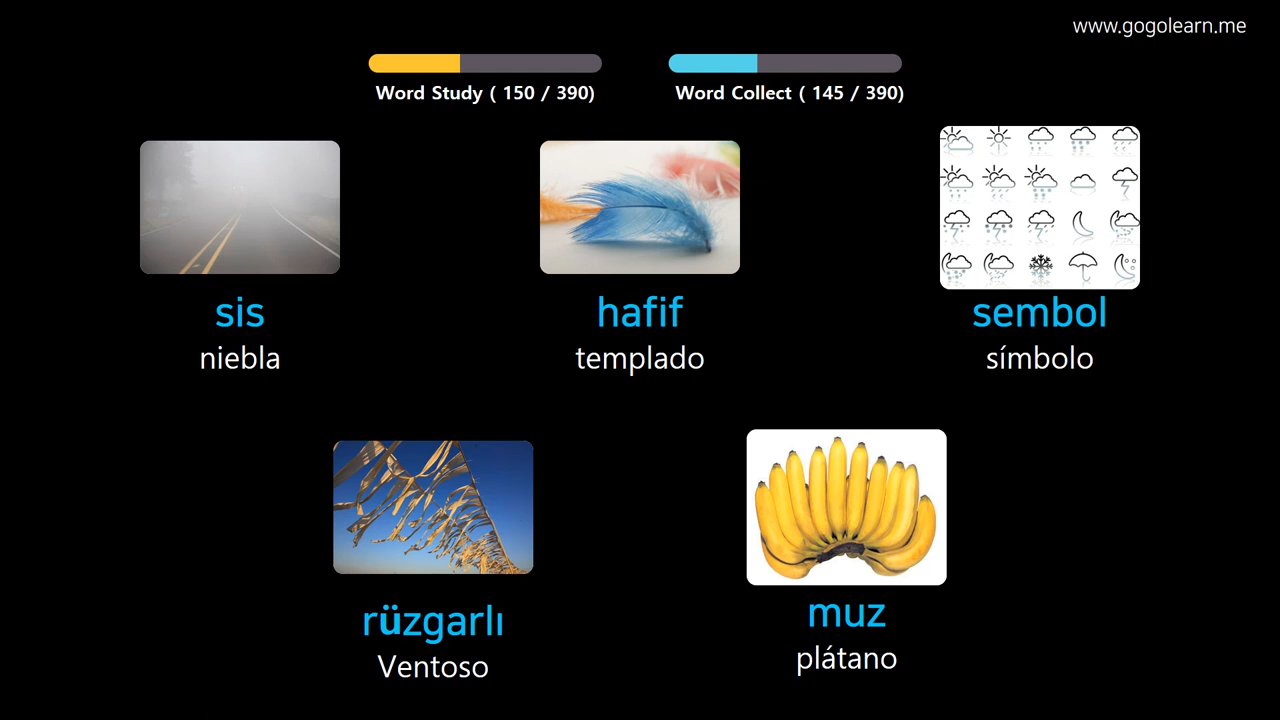 www.gogolearn.me
Word Study ( 150 / 390)
Word Collect ( 145 / 390)
sis
niebla
hafif
templado
sembol
símbolo
rüzgarlı
Ventoso
muz
plátano